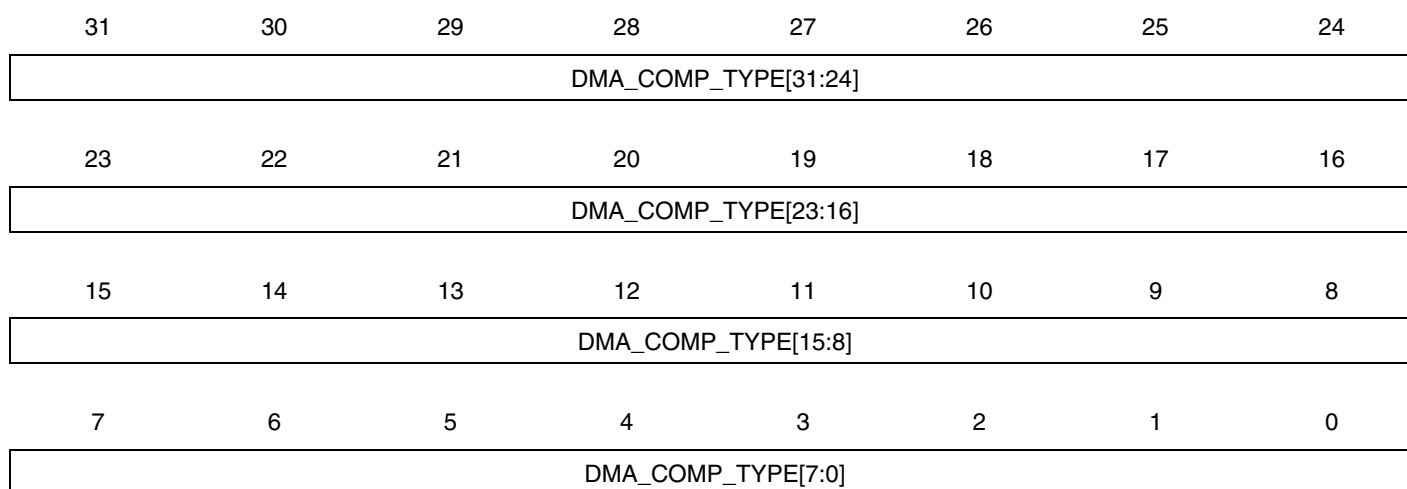 31 30 29 28 27 26 25 24
DMA_COMP_TYPE[31:24]
23 22 21 20 19 18 17 16
DMA_COMP_TYPE[23:16]
15 14 13 12 11 10 9 8
DMA_COMP_TYPE[15:8]
7 6 5 4 3 2 1 0
DMA_COMP_TYPE[7:0]